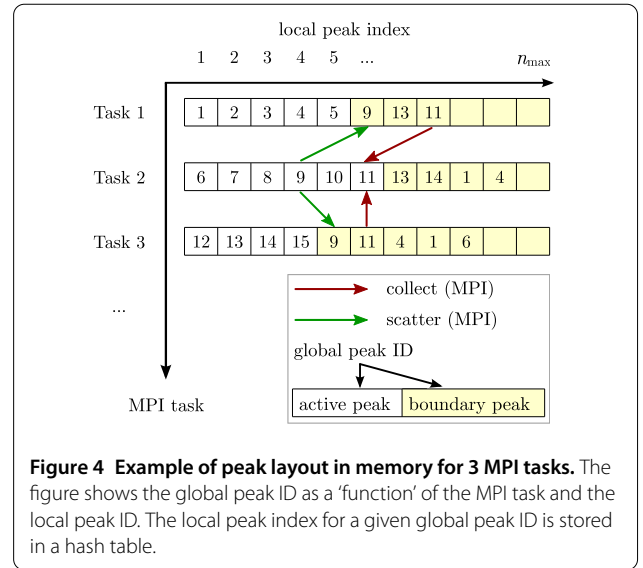 local peak index
1 2 3 4 5 ... n_max
Task 1 1 2 3 4 5 9 13 11
Task 2 6 7 8 9 10 11 13 14 1 4
Task 3 12 13 14 15 9 11 4 1 6
...
MPI task
collect (MPI)
scatter (MPI)
global peak ID
active peak boundary peak
Figure 4 Example of peak layout in memory for 3 MPI tasks. The
figure shows the global peak ID as a ‘function’ of the MPI task and the
local peak ID. The local peak index for a given global peak ID is stored
in a hash table.